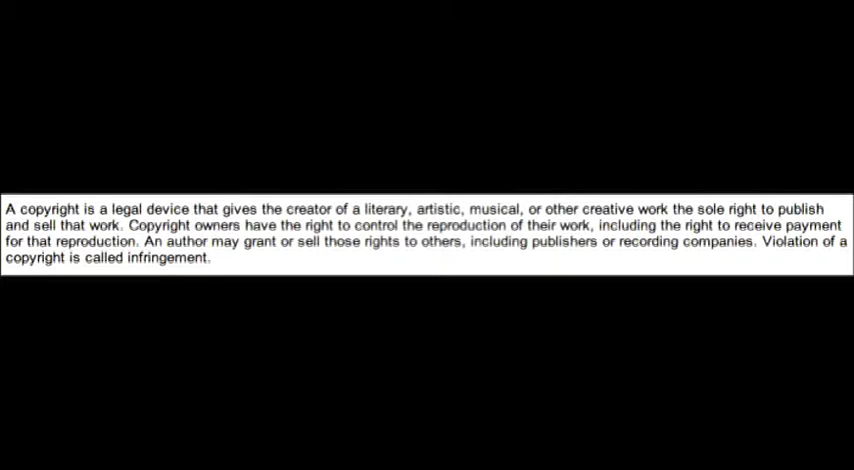 A copyright is a legal device that gives the creator of a literary, artistic, musical, or other creative work the sole right to publish
and sell that work. Copyright owners have the right to control the reproduction of their work, including the right to receive payment
for that reproduction. An author may grant or sell those rights to others, including publishers or recording companies. Violation of a
copyright is called infringement.